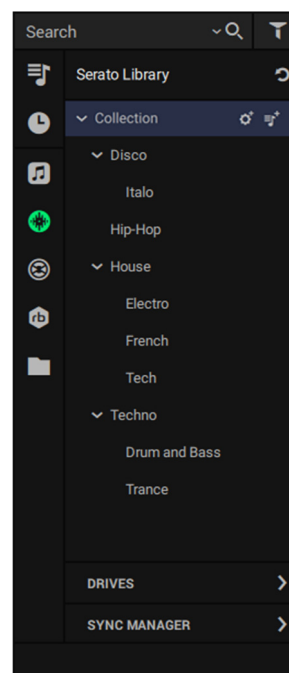 Search
Serato Library
Collection
Disco
Italo
Hip-Hop
House
Electro
French
rb
Tech
Techno
Drum and Bass
Trance
DRIVES
SYNC MANAGER